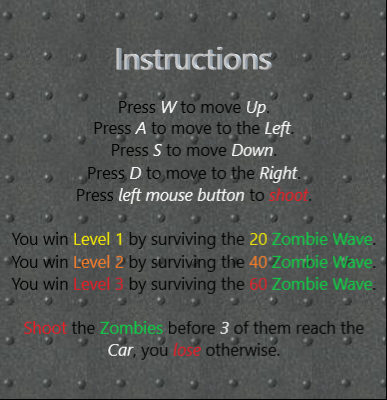 Instructions
Press W to move Up.
Press A to move to the Left.
Press S to move Down.
Press D to move to the Right.
Press left mouse button to shoot.
You win Level 1 by surviving the 20 Zombie Wave.
You win Level 2 by surviving the 40 Zombie Wave.
You win Level 3 by surviving the 60 Zombie Wave.
Shoot the Zombies before 3 of them reach the
Car, you lose otherwise.